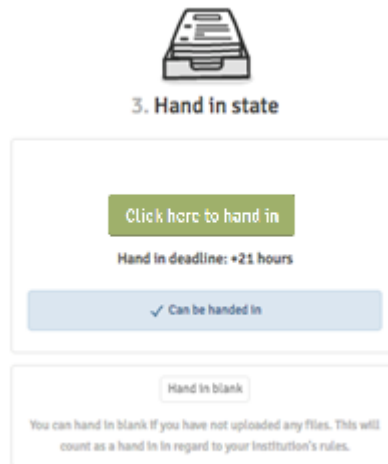 3. Hand in state
Click here to hand in
Hand in deadline: +21 hours
✓ Can be handed in
Hand in blank
You can hand in blank if you have not uploaded any files. This will
count as a hand in in regard to your institution's rules.